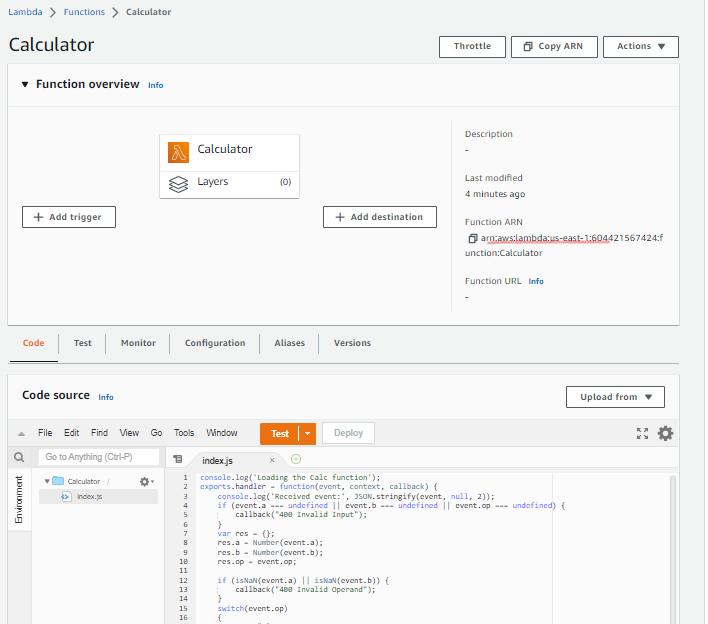 Lambda > Functions > Calculator
Calculator
Throttle
Copy ARN
Actions
Function overview Info
Calculator
Layers (0)
Add trigger
Add destination
Description
-
Last modified
4 minutes ago
Function ARN
arn:aws:lambda:us-east-1:604421567424:f
unction:Calculator
Function URL Info
-
Code Test Monitor Configuration Aliases Versions
Code source Info
Upload from
File Edit Find View Go Tools Window Test Deploy
Go to Anything (Ctrl-P)
index.js
Environment
Calculator - /
index.js
1 console.log('Loading the Calc function');
2 exports.handler = function(event, context, callback) {
3 console.log('Received event:', JSON.stringify(event, null, 2));
4 if (event.a === undefined || event.b === undefined || event.op === undefined) {
5 callback("400 Invalid Input");
6 }
7 var res = {};
8 res.a = Number(event.a);
9 res.b = Number(event.b);
10 res.op = event.op;
11
12 if (isNaN(event.a) || isNaN(event.b)) {
13 callback("400 Invalid Operand");
14 }
15 switch(event.op)
16 {